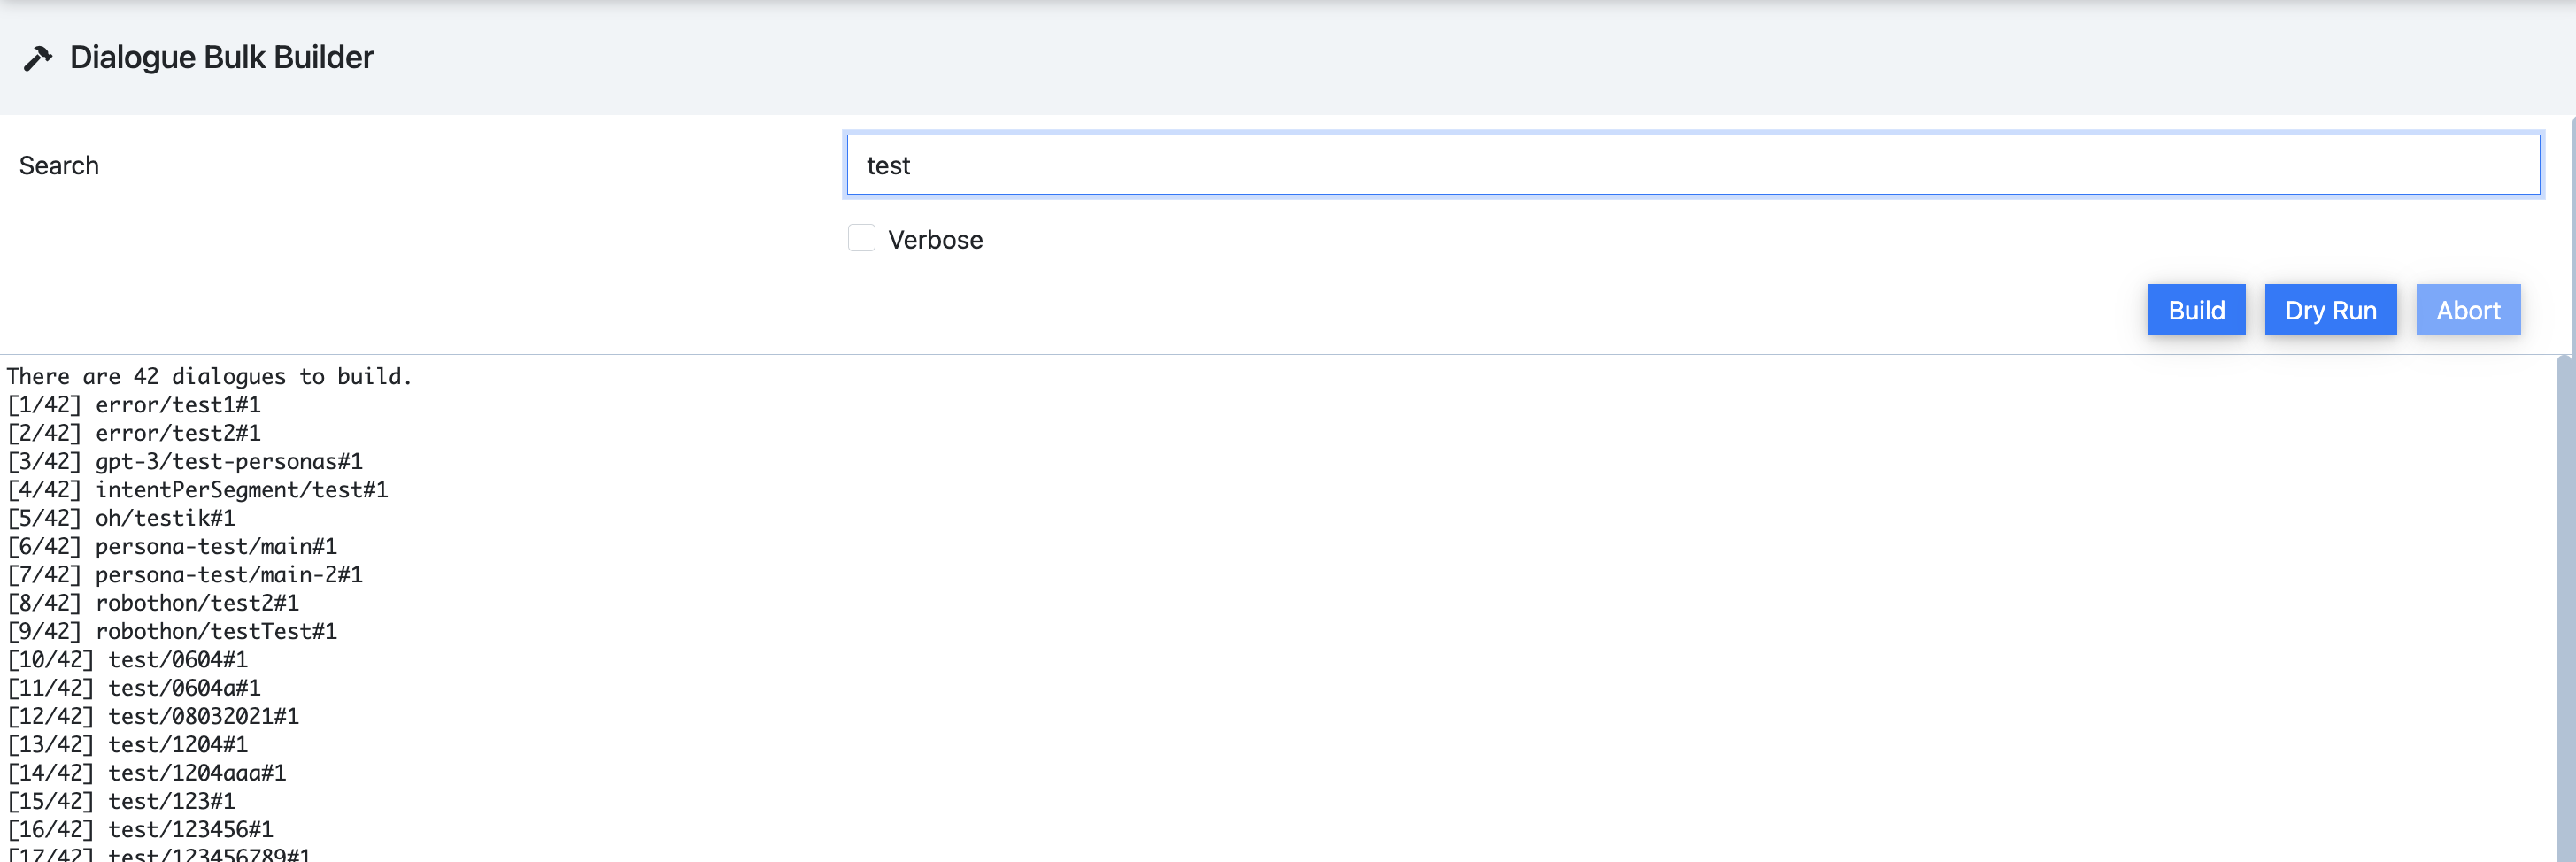 Dialogue Bulk Builder
Search
test
Verbose
Build
Dry Run
Abort
There are 42 dialogues to build.
[1/42] error/test1#1
[2/42] error/test2#1
[3/42] gpt-3/test-personas#1
[4/42] intentPerSegment/test#1
[5/42] oh/testik#1
[6/42] persona-test/main#1
[7/42] persona-test/main-2#1
[8/42] robothon/test2#1
[9/42] robothon/testTest#1
[10/42] test/0604#1
[11/42] test/0604a#1
[12/42] test/08032021#1
[13/42] test/1204#1
[14/42] test/1204aaa#1
[15/42] test/123#1
[16/42] test/123456#1
[17/42] test/123456789#1